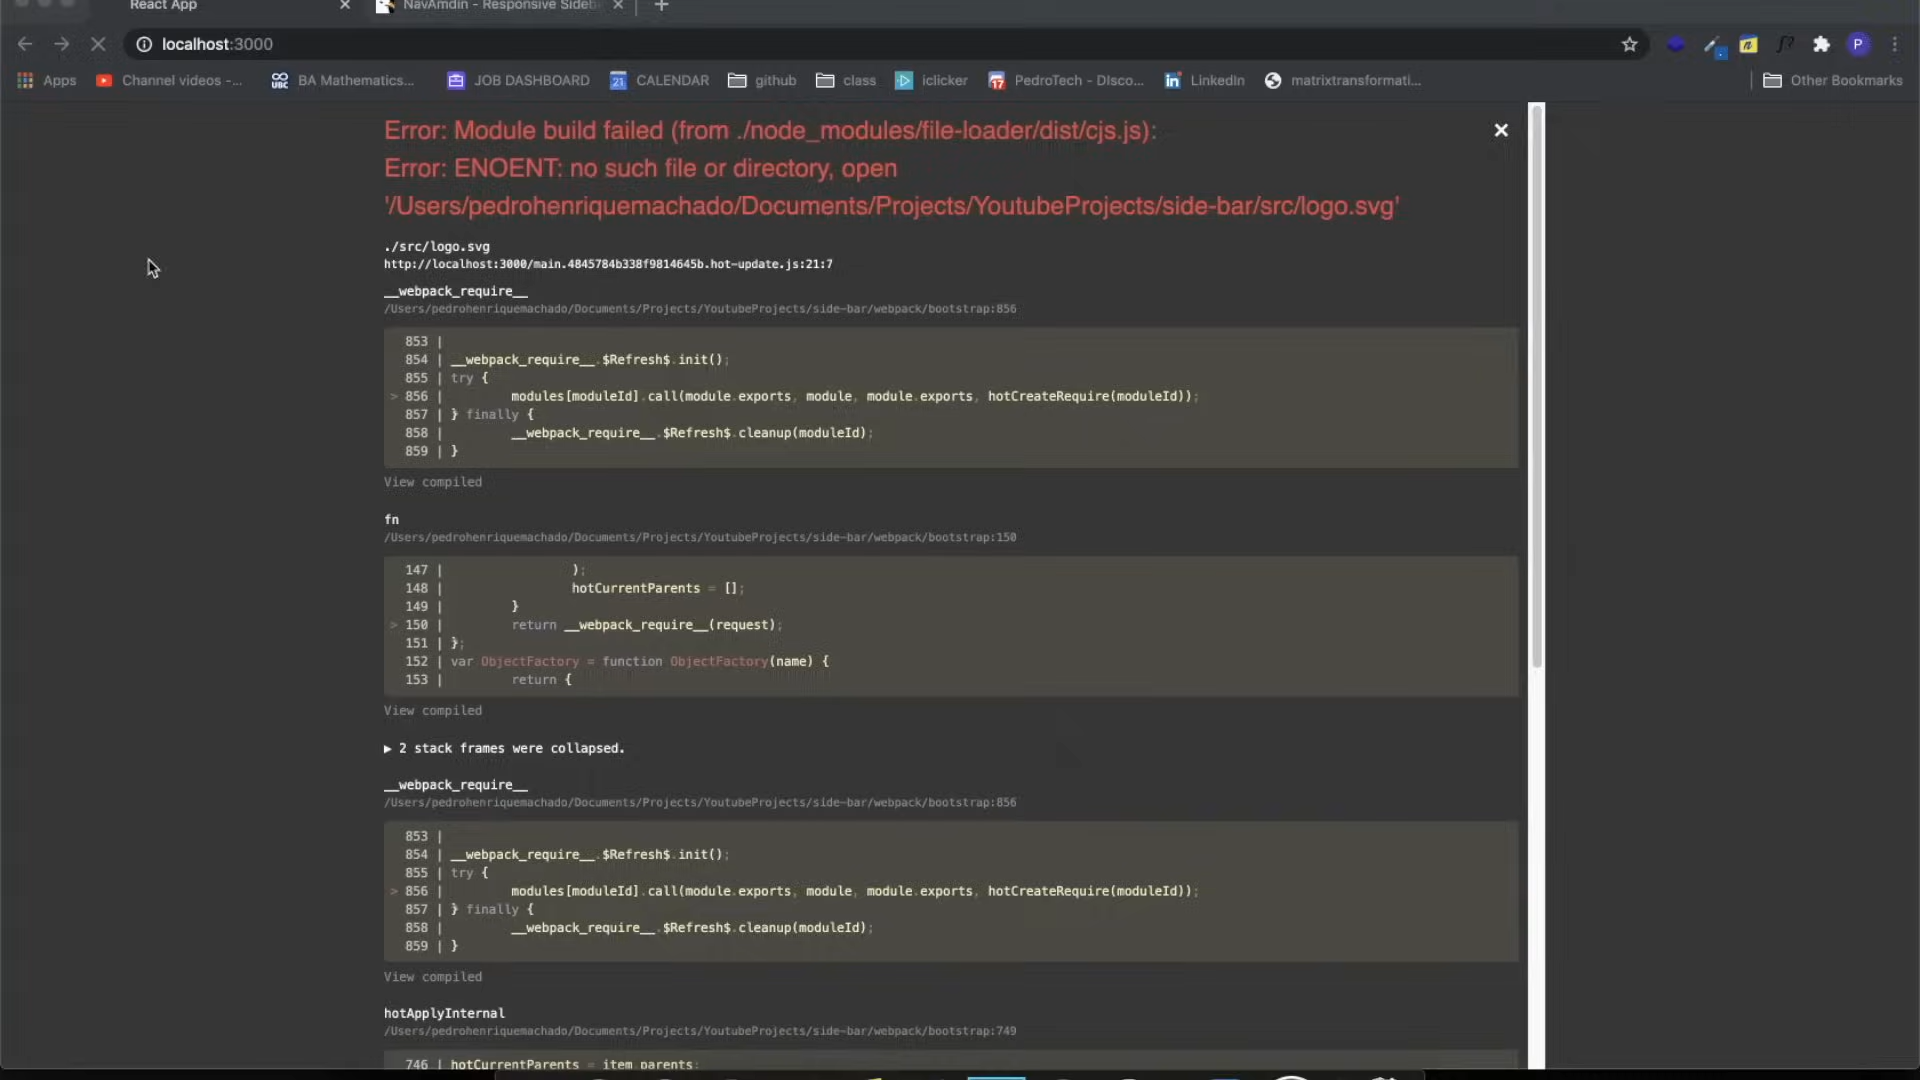 React App
NavAmdin - Responsive Sideb
localhost:3000
Apps
Channel videos -...
BA Mathematics...
JOB DASHBOARD
CALENDAR
github
class
iclicker
PedroTech - DIsco...
LinkedIn
matrixtransformati...
Other Bookmarks
Error: Module build failed (from ./node_modules/file-loader/dist/cjs.js):
Error: ENOENT: no such file or directory, open
'/Users/pedrohenriquemachado/Documents/Projects/YoutubeProjects/side-bar/src/logo.svg'
./src/logo.svg
http://localhost:3000/main.4845784b338f9814645b.hot-update.js:21:7
__webpack_require__
/Users/pedrohenriquemachado/Documents/Projects/YoutubeProjects/side-bar/webpack/bootstrap:856
853 |
854 | __webpack_require__.$Refresh$.init();
855 | try {
> 856 | modules[moduleId].call(module.exports, module, module.exports, hotCreateRequire(moduleId));
857 | } finally {
858 | __webpack_require__.$Refresh$.cleanup(moduleId);
859 | }
View compiled
fn
/Users/pedrohenriquemachado/Documents/Projects/YoutubeProjects/side-bar/webpack/bootstrap:150
147 | );
148 | hotCurrentParents = [];
149 | }
> 150 | return __webpack_require__(request);
151 | };
152 | var ObjectFactory = function ObjectFactory(name) {
153 | return {
View compiled
▶ 2 stack frames were collapsed.
__webpack_require__
/Users/pedrohenriquemachado/Documents/Projects/YoutubeProjects/side-bar/webpack/bootstrap:856
853 |
854 | __webpack_require__.$Refresh$.init();
855 | try {
> 856 | modules[moduleId].call(module.exports, module, module.exports, hotCreateRequire(moduleId));
857 | } finally {
858 | __webpack_require__.$Refresh$.cleanup(moduleId);
859 | }
View compiled
hotApplyInternal
/Users/pedrohenriquemachado/Documents/Projects/YoutubeProjects/side-bar/webpack/bootstrap:749
746 | hotCurrentParents = item.parents;